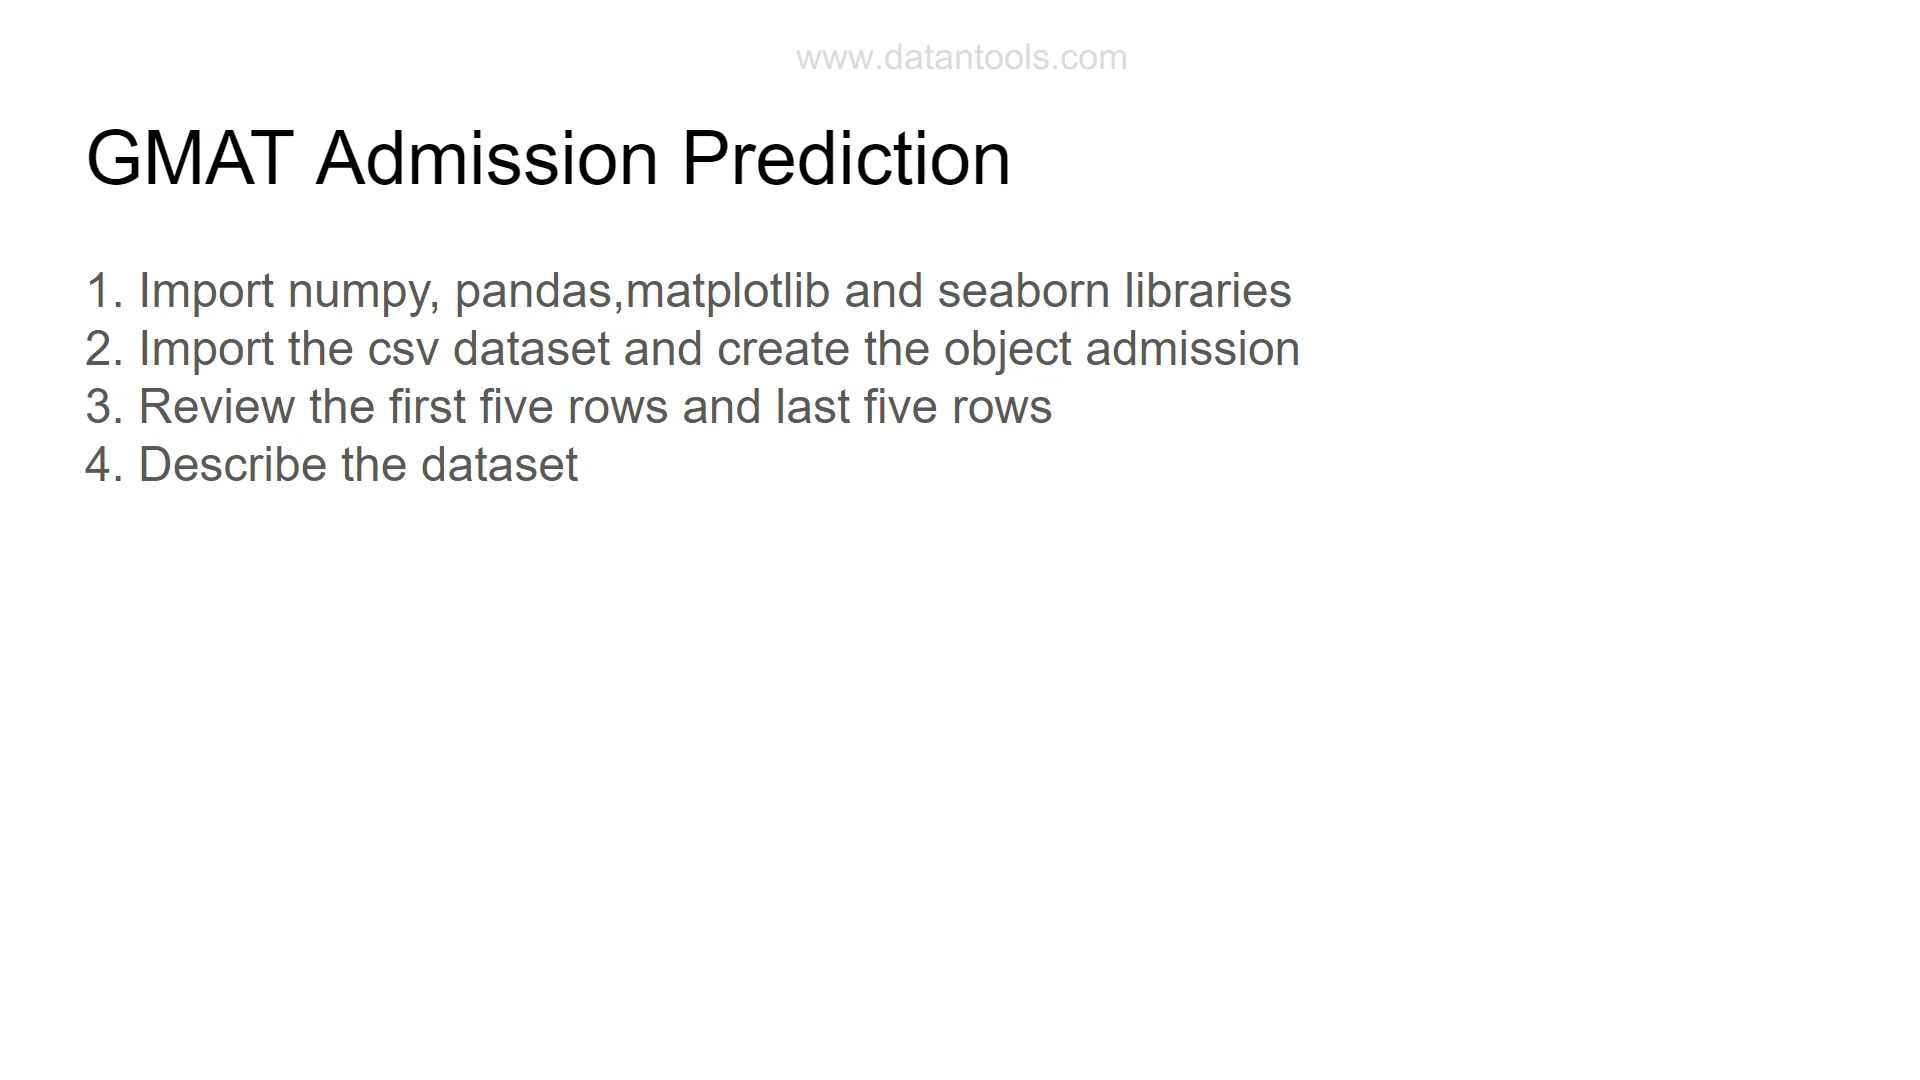 www.datantools.com
GMAT Admission Prediction
1. Import numpy, pandas,matplotlib and seaborn libraries
2. Import the csv dataset and create the object admission
3. Review the first five rows and last five rows
4. Describe the dataset